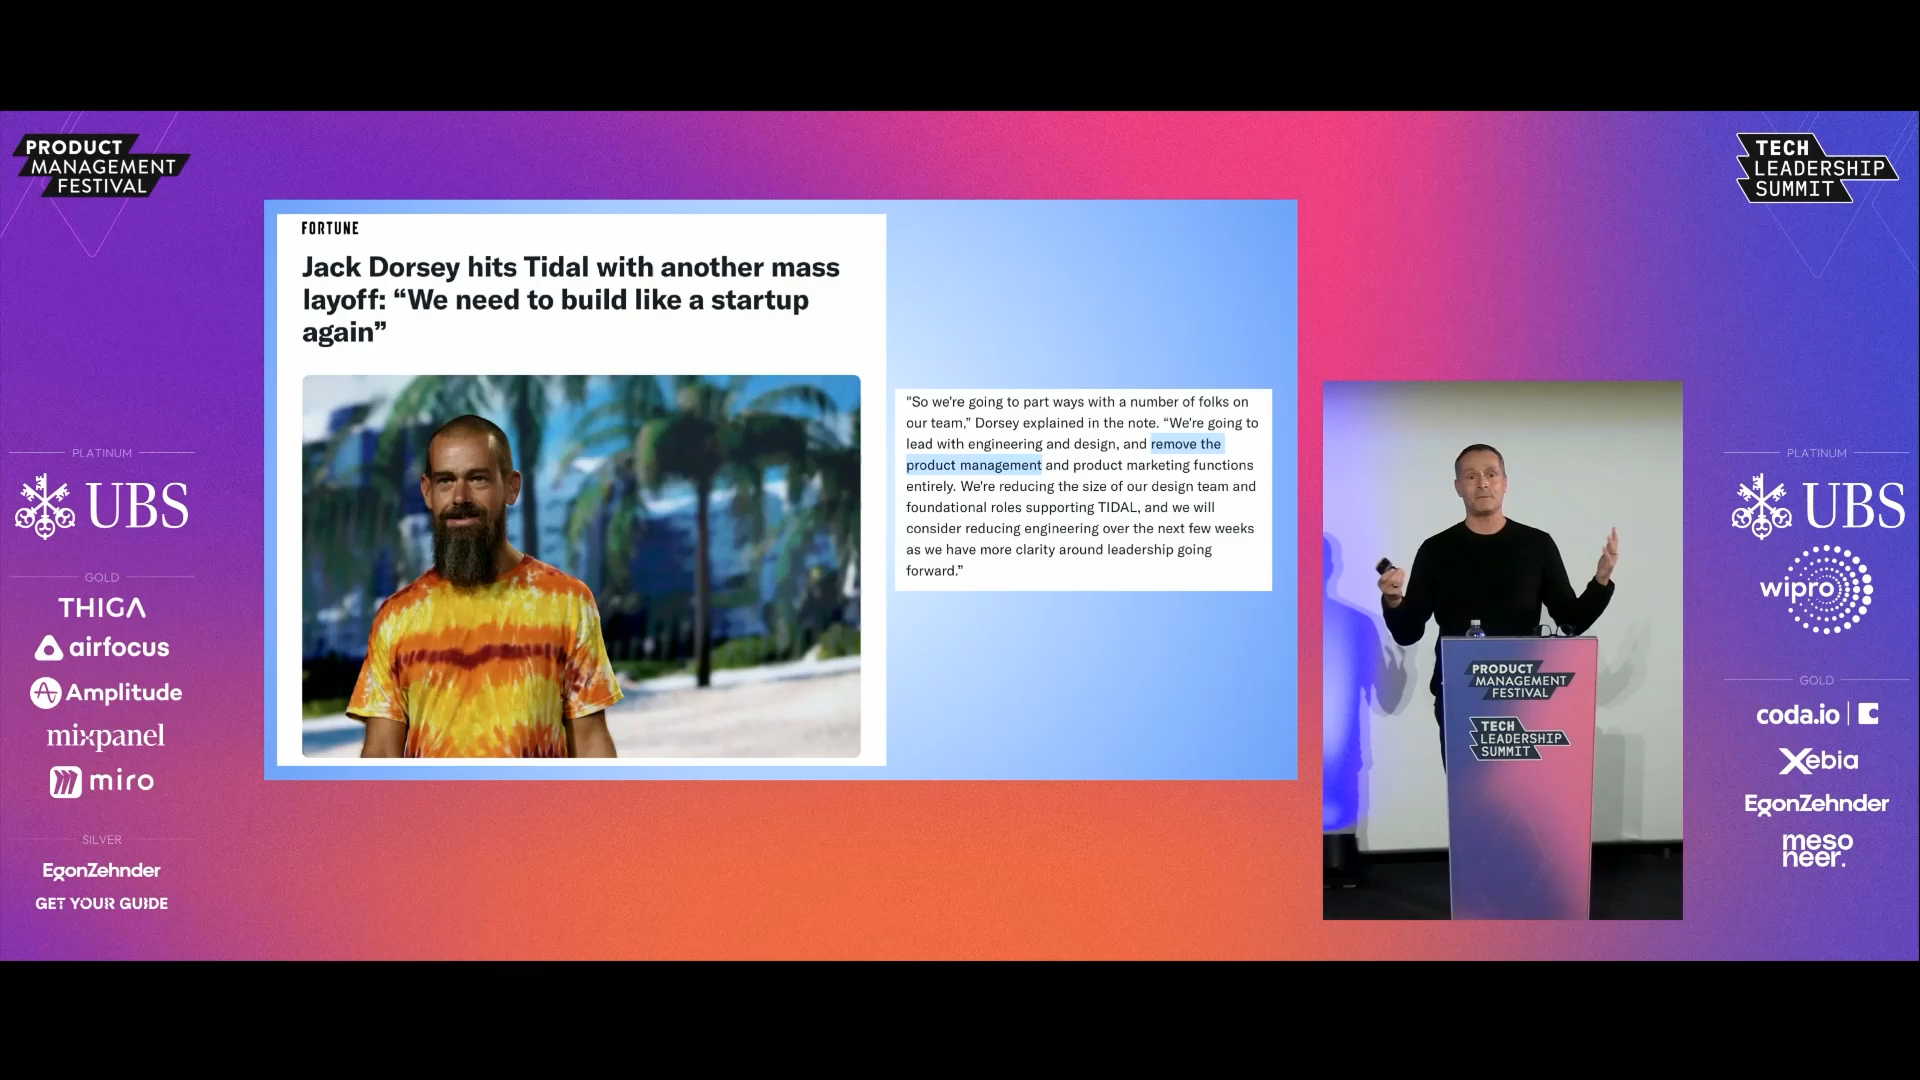 PRODUCT
MANAGEMENT
FESTIVAL
TECH
LEADERSHIP
SUMMIT
FORTUNE
Jack Dorsey hits Tidal with another mass
layoff: “We need to build like a startup
again”
"So we're going to part ways with a number of folks on
our team,” Dorsey explained in the note. “We're going to
lead with engineering and design, and remove the
product management and product marketing functions
entirely. We're reducing the size of our design team and
foundational roles supporting TIDAL, and we will
consider reducing engineering over the next few weeks
as we have more clarity around leadership going
forward.”
PLATINUM
UBS
GOLD
THIGA
airfocus
Amplitude
mixpanel
miro
SILVER
EgonZehnder
GET YOUR GUIDE
PRODUCT
MANAGEMENT
FESTIVAL
TECH
LEADERSHIP
SUMMIT
PLATINUM
UBS
wipro
GOLD
coda.io
Xebia
EgonZehnder
meso
neer.